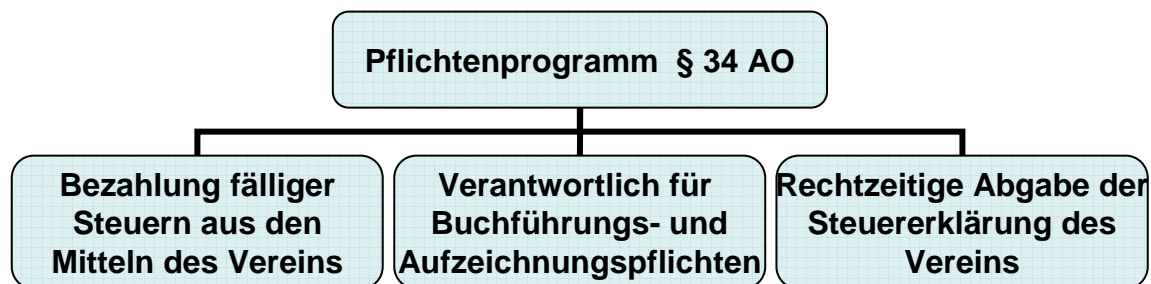 Pflichtenprogramm § 34 AO
Bezahlung fälliger
Steuern aus den
Mitteln des Vereins
Verantwortlich für
Buchführungs- und
Aufzeichnungspflichten
Rechtzeitige Abgabe der
Steuererklärung des
Vereins